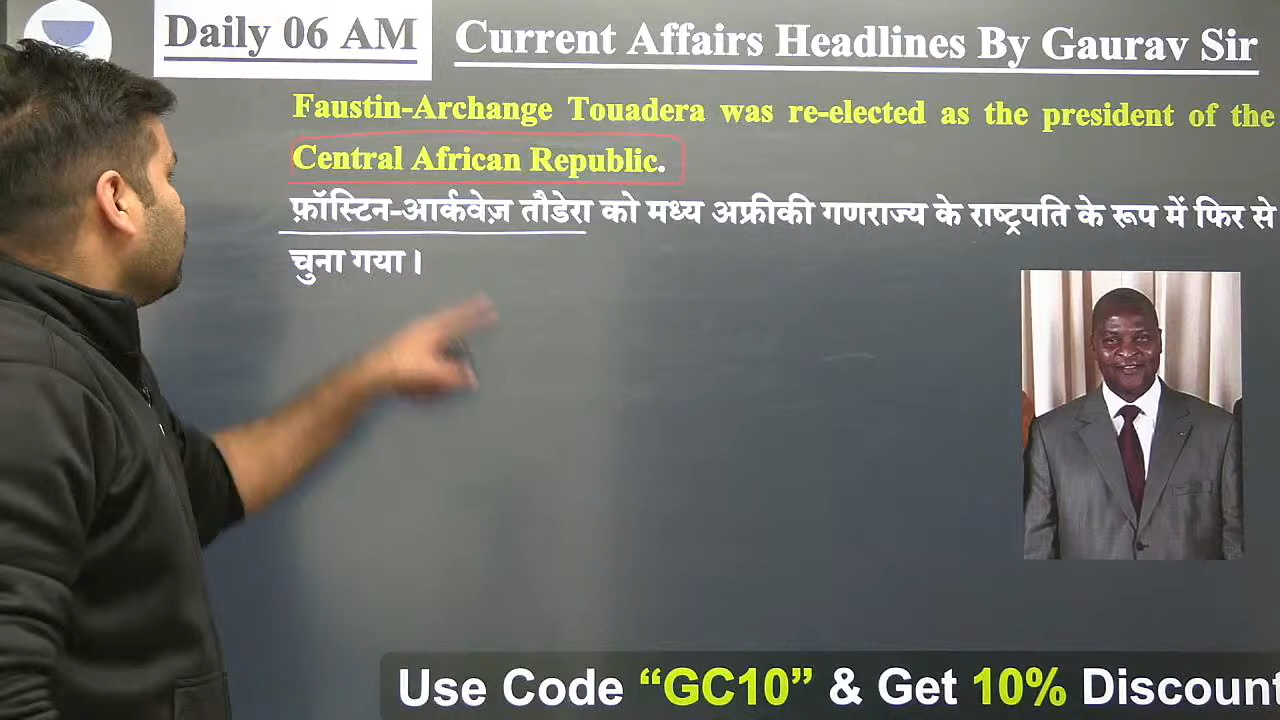 Daily 06 AM
Current Affairs Headlines By Gaurav Sir
Faustin-Archange Touadera was re-elected as the president of the
Central African Republic.
फ़ॉस्टिन-आर्कवेज़ तौडेरा को मध्य अफ्रीकी गणराज्य के राष्ट्रपति के रूप में फिर से
चुना गया।
Use Code “GC10” & Get 10% Discount